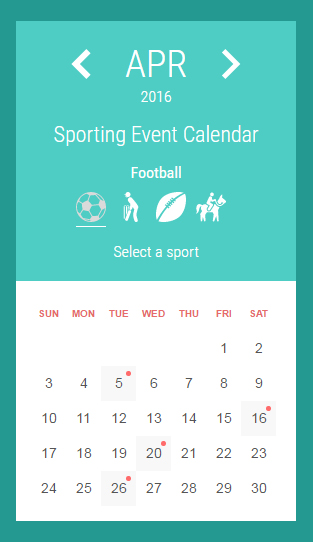 APR
2016
Sporting Event Calendar
Football
Select a sport
SUN MON TUE WED THU FRI SAT
1 2
3 4 5 6 7 8 9
10 11 12 13 14 15 16
17 18 19 20 21 22 23
24 25 26 27 28 29 30